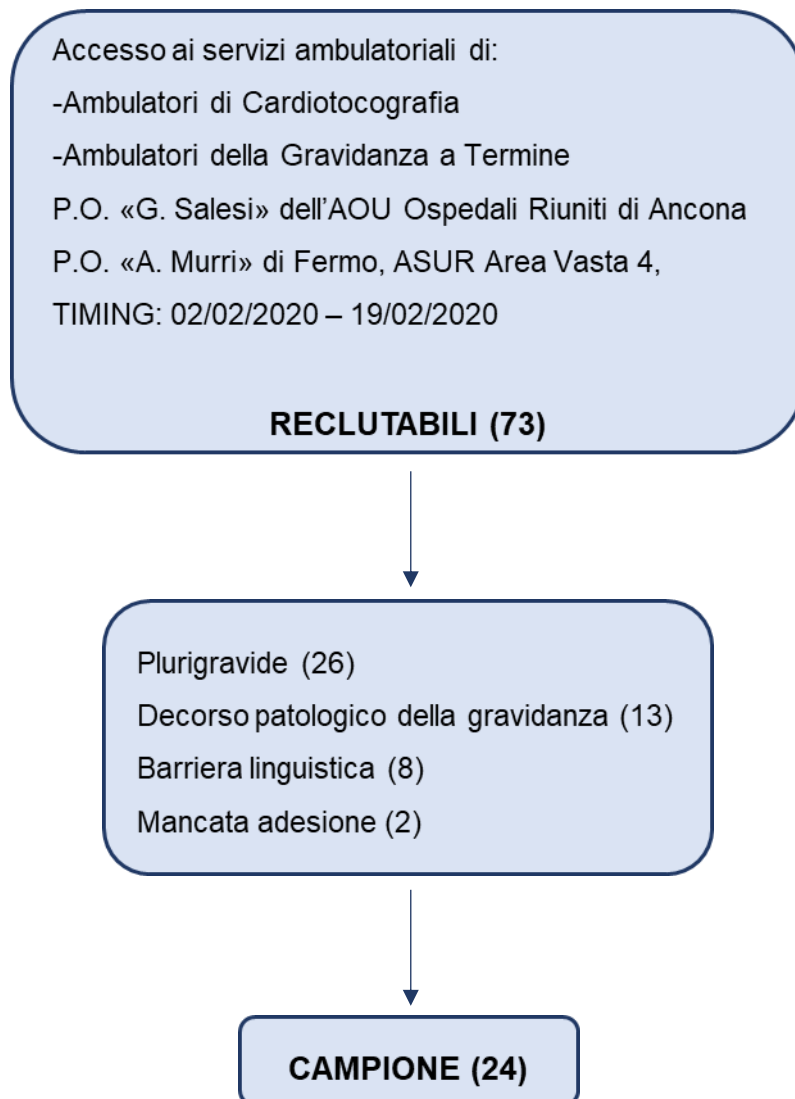 Accesso ai servizi ambulatoriali di:
-Ambulatori di Cardiotocografia
-Ambulatori della Gravidanza a Termine
P.O. «G. Salesi» dell'AOU Ospedali Riuniti di Ancona
P.O. «A. Murri» di Fermo, ASUR Area Vasta 4,
TIMING: 02/02/2020 – 19/02/2020
RECLUTABILI (73)
Plurigravide (26)
Decorso patologico della gravidanza (13)
Barriera linguistica (8)
Mancata adesione (2)
CAMPIONE (24)